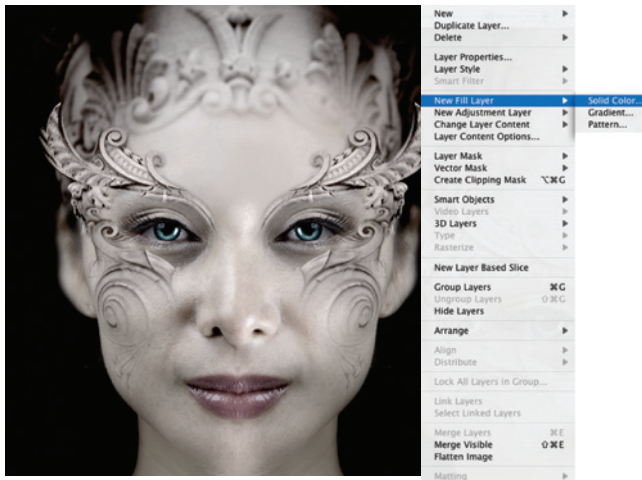 New
Duplicate Layer...
Delete
Layer Properties...
Layer Style
Smart Filter
New Fill Layer
Solid Color...
New Adjustment Layer
Gradient...
Change Layer Content
Pattern...
Layer Content Options...
Layer Mask
Vector Mask
Create Clipping Mask ⌥⌘G
Smart Objects
Video Layers
3D Layers
Type
Rasterize
New Layer Based Slice
Group Layers ⌘G
Ungroup Layers ⇧⌘G
Hide Layers
Arrange
Align
Distribute
Lock All Layers in Group...
Link Layers
Select Linked Layers
Merge Layers ⌘E
Merge Visible ⇧⌘E
Flatten Image
Matting